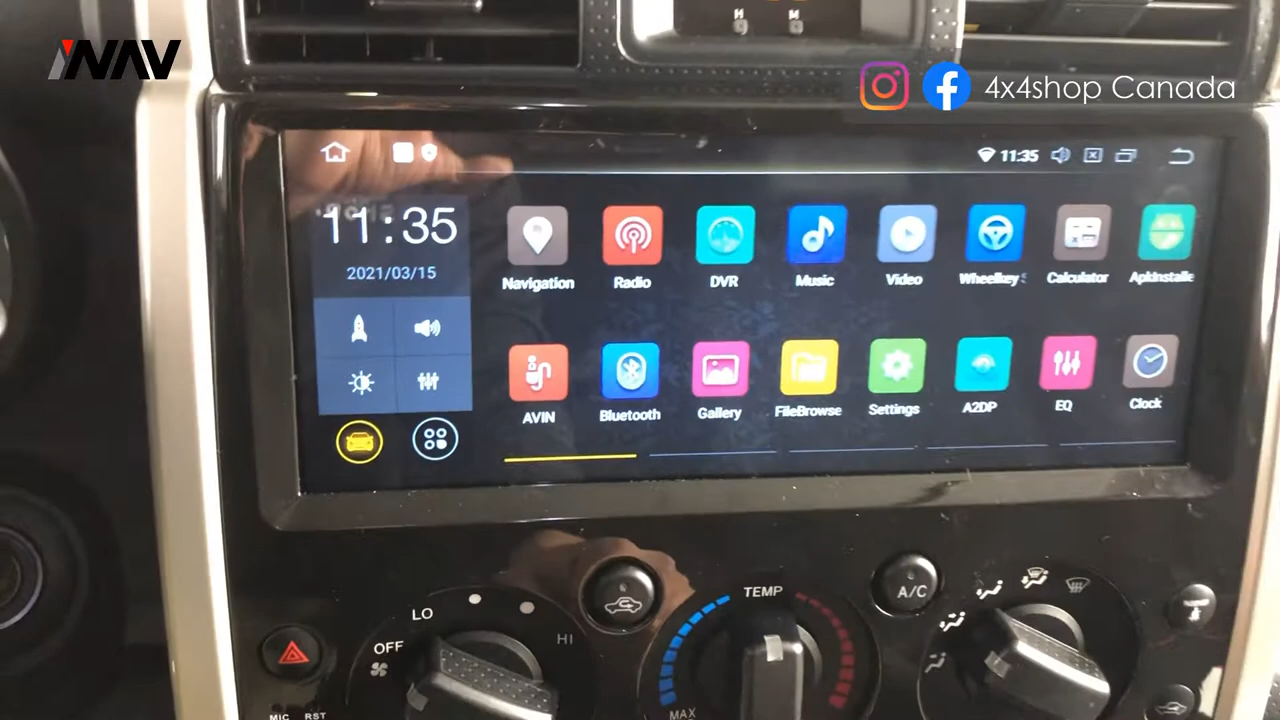 iNAV
4x4shop Canada
H M
11:35
11:35
2021/03/15
Navigation Radio DVR Music Video Wheelkey S Calculator ApkInstalle
AVIN Bluetooth Gallery FileBrowse Settings A2DP EQ Clock
TEMP
A/C
LO
HI
OFF
MAX
MIC RST